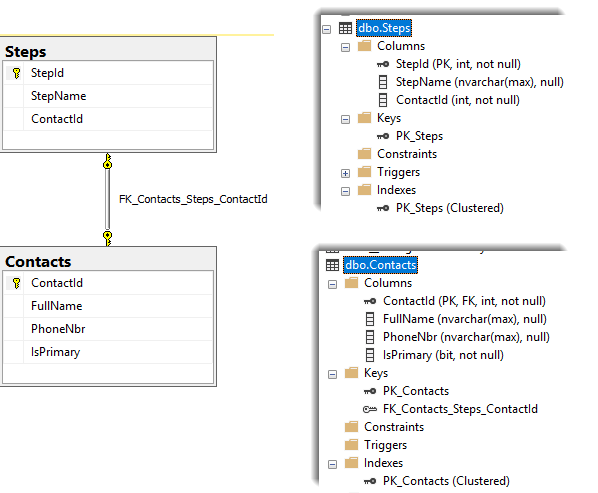 Steps
StepId
StepName
ContactId
FK_Contacts_Steps_ContactId
Contacts
ContactId
FullName
PhoneNbr
IsPrimary
dbo.Steps
Columns
StepId (PK, int, not null)
StepName (nvarchar(max), null)
ContactId (int, not null)
Keys
PK_Steps
Constraints
Triggers
Indexes
PK_Steps (Clustered)
dbo.Contacts
Columns
ContactId (PK, FK, int, not null)
FullName (nvarchar(max), null)
PhoneNbr (nvarchar(max), null)
IsPrimary (bit, not null)
Keys
PK_Contacts
FK_Contacts_Steps_ContactId
Constraints
Triggers
Indexes
PK_Contacts (Clustered)